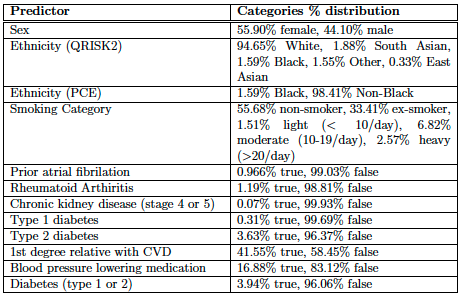 Predictor Categories % distribution
Sex 55.90% female, 44.10% male
Ethnicity (QRISK2) 94.65% White, 1.88% South Asian,
1.59% Black, 1.55% Other, 0.33% East
Asian
Ethnicity (PCE) 1.59% Black, 98.41% Non-Black
Smoking Category 55.68% non-smoker, 33.41% ex-smoker,
1.51% light (< 10/day), 6.82%
moderate (10-19/day), 2.57% heavy
(>20/day)
Prior atrial fibrilation 0.966% true, 99.03% false
Rheumatoid Arthiritis 1.19% true, 98.81% false
Chronic kidney disease (stage 4 or 5) 0.07% true, 99.93% false
Type 1 diabetes 0.31% true, 99.69% false
Type 2 diabetes 3.63% true, 96.37% false
1st degree relative with CVD 41.55% true, 58.45% false
Blood pressure lowering medication 16.88% true, 83.12% false
Diabetes (type 1 or 2) 3.94% true, 96.06% false